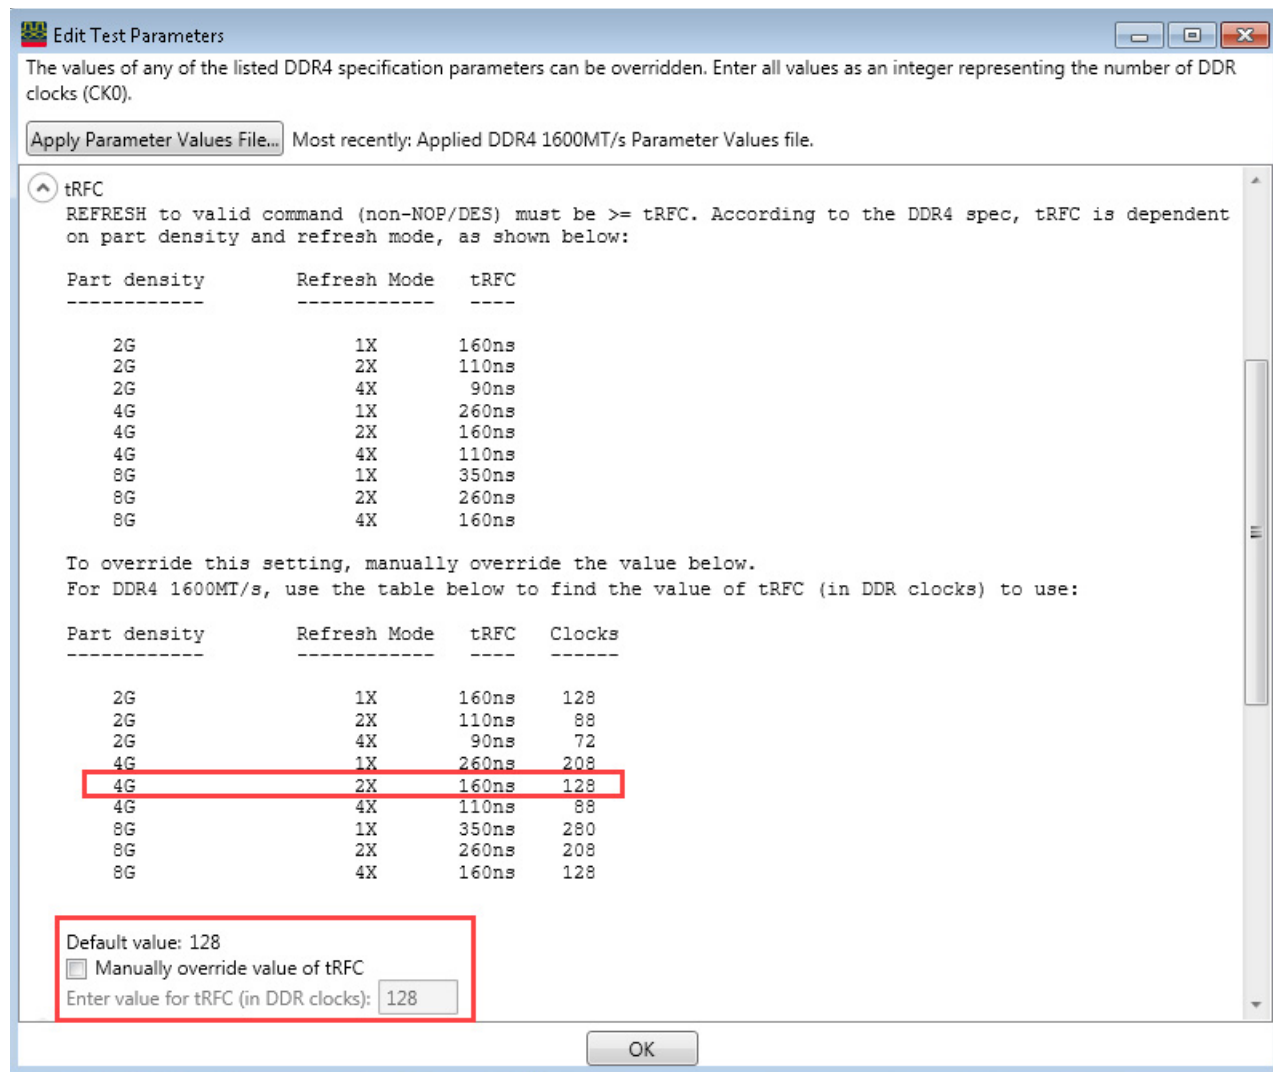 Edit Test Parameters
The values of any of the listed DDR4 specification parameters can be overridden. Enter all values as an integer representing the number of DDR
clocks (CK0).
Apply Parameter Values File... Most recently: Applied DDR4 1600MT/s Parameter Values file.
tRFC
REFRESH to valid command (non-NOP/DES) must be >= tRFC. According to the DDR4 spec, tRFC is dependent
on part density and refresh mode, as shown below:
Part density Refresh Mode tRFC
------------ ------------ ----
2G 1X 160ns
2G 2X 110ns
2G 4X 90ns
4G 1X 260ns
4G 2X 160ns
4G 4X 110ns
8G 1X 350ns
8G 2X 260ns
8G 4X 160ns
To override this setting, manually override the value below.
For DDR4 1600MT/s, use the table below to find the value of tRFC (in DDR clocks) to use:
Part density Refresh Mode tRFC Clocks
------------ ------------ ---- ------
2G 1X 160ns 128
2G 2X 110ns 88
2G 4X 90ns 72
4G 1X 260ns 208
4G 2X 160ns 128
4G 4X 110ns 88
8G 1X 350ns 280
8G 2X 260ns 208
8G 4X 160ns 128
Default value: 128
Manually override value of tRFC
Enter value for tRFC (in DDR clocks): 128
OK